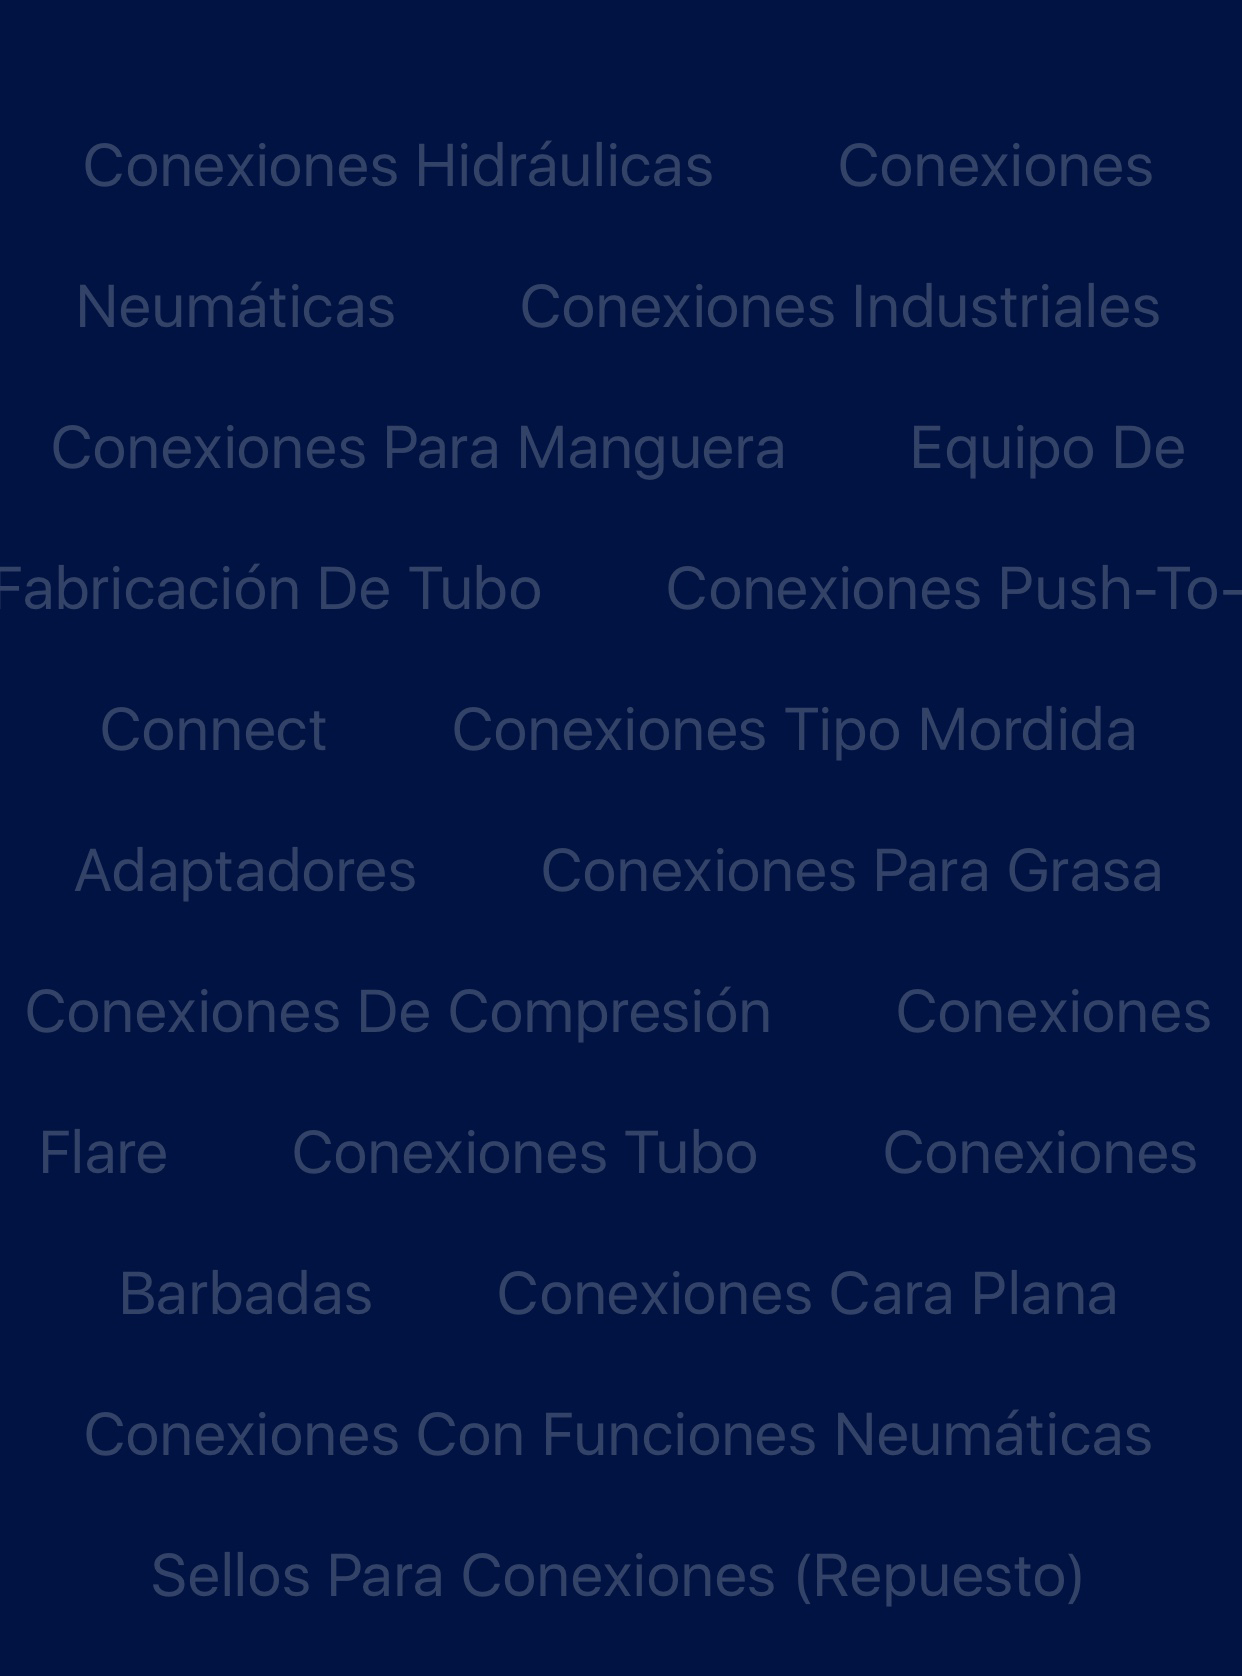 Conexiones Hidráulicas Conexiones
Neumáticas Conexiones Industriales
Conexiones Para Manguera Equipo De
Fabricación De Tubo Conexiones Push-To-
Connect Conexiones Tipo Mordida
Adaptadores Conexiones Para Grasa
Conexiones De Compresión Conexiones
Flare Conexiones Tubo Conexiones
Barbadas Conexiones Cara Plana
Conexiones Con Funciones Neumáticas
Sellos Para Conexiones (Repuesto)